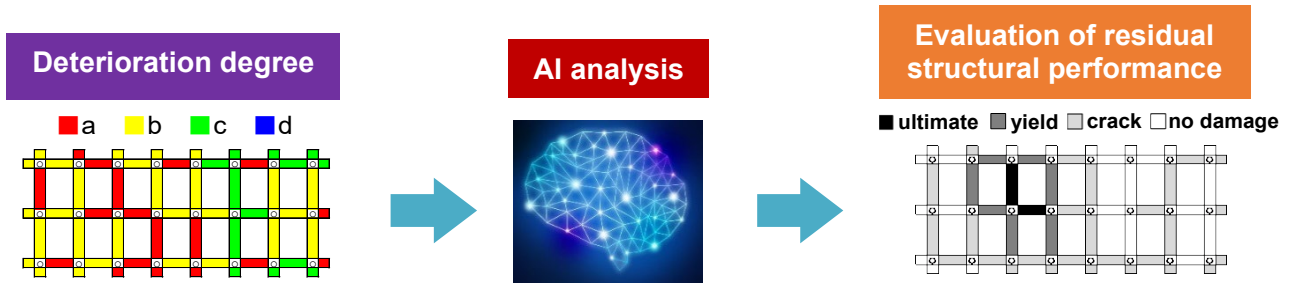 Deterioration degree
a b c d
AI analysis
Evaluation of residual
structural performance
ultimate yield crack no damage